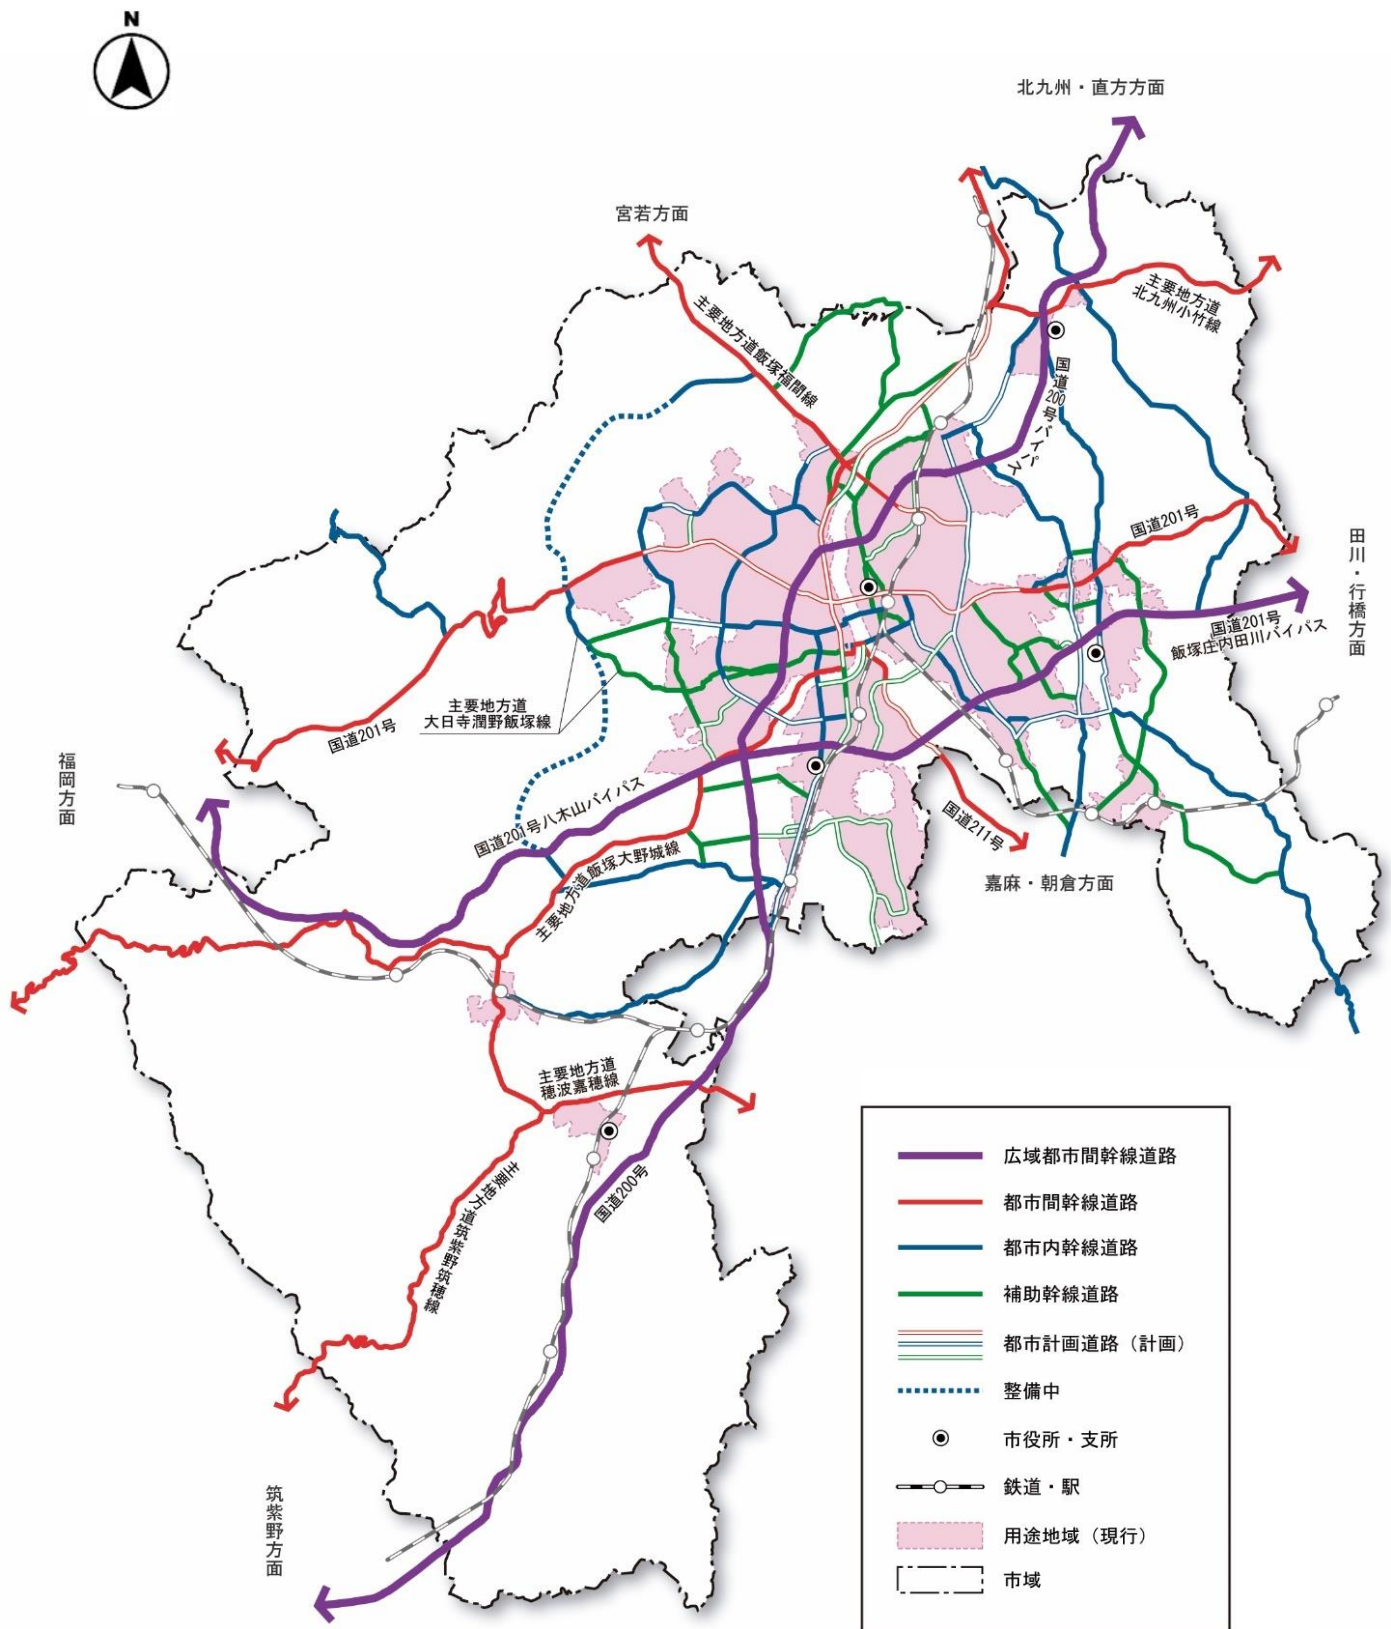 N
北九州・直方方面
宮若方面
主要地方道
北九州小竹線
主要地方道飯塚福間線
国道200号バイパス
国道201号
田川・行橋方面
国道201号
飯塚庄内田川バイパス
主要地方道
大日寺潤野飯塚線
国道201号
福岡方面
国道201号八木山バイパス
国道211号
主要地方道飯塚大野城線
嘉麻・朝倉方面
主要地方道
穂波嘉穂線
国道200号
主要地方道筑紫野筑穂線
筑紫野方面
広域都市間幹線道路
都市間幹線道路
都市内幹線道路
補助幹線道路
都市計画道路（計画）
整備中
市役所・支所
鉄道・駅
用途地域（現行）
市域